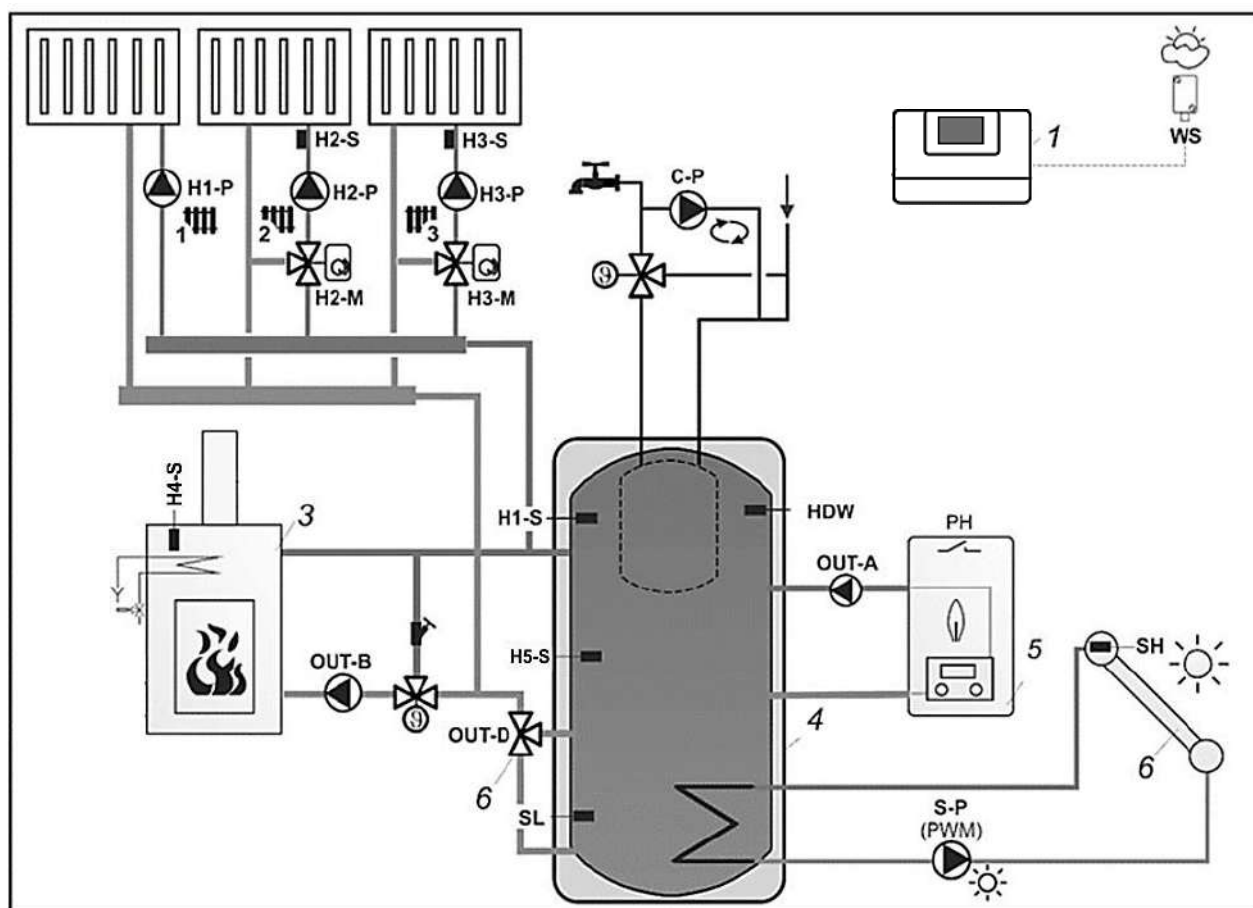 1
WS
H2-S
H3-S
H1-P
H2-P
H3-P
C-P
1
2
3
H2-M
H3-M
H4-S
3
H1-S
HDW
PH
OUT-A
H5-S
5
SH
OUT-B
OUT-D
4
6
6
SL
S-P
(PWM)